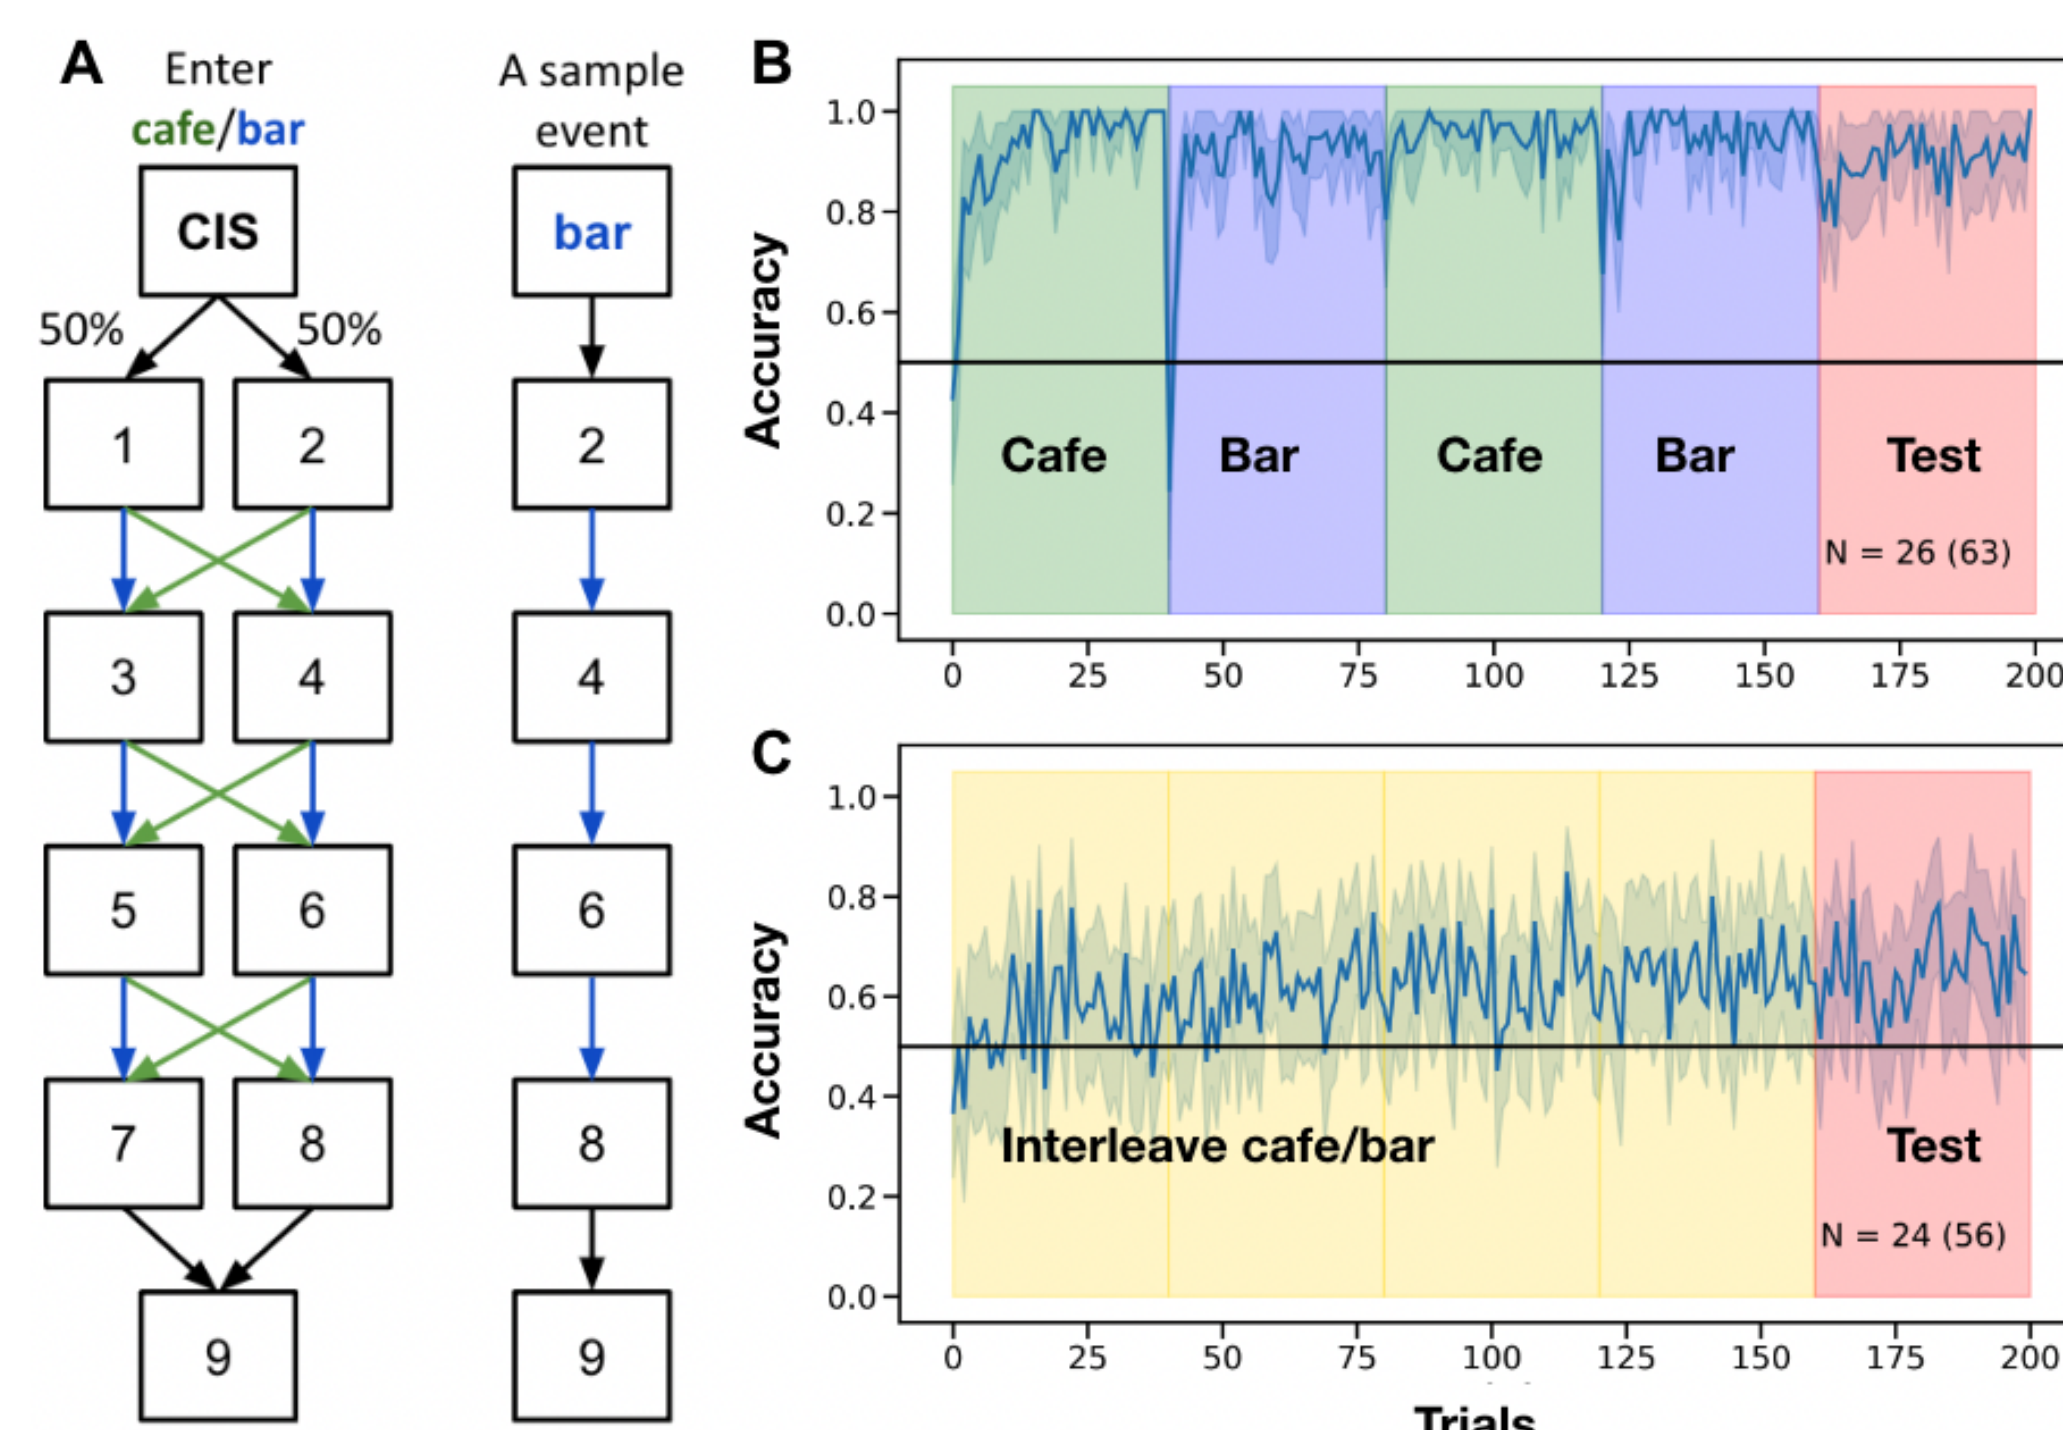 A
Enter
cafe/bar
CIS
50% 50%
1 2
3 4
5 6
7 8
9
A sample
event
bar
2
4
6
8
9
B
Accuracy
1.0
0.8
0.6
0.4
0.2
0.0
Cafe Bar Cafe Bar Test
N = 26 (63)
0 25 50 75 100 125 150 175 200
C
Accuracy
1.0
0.8
0.6
0.4
0.2
0.0
Interleave cafe/bar Test
N = 24 (56)
0 25 50 75 100 125 150 175 200
Trials